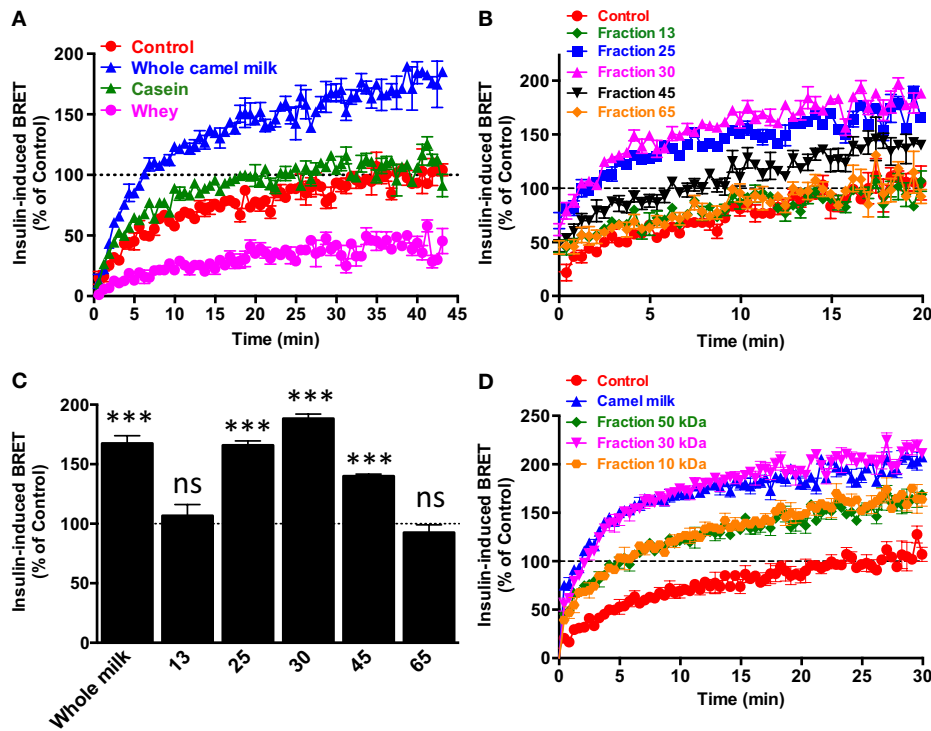 A
Control
Whole camel milk
Casein
Whey
Insulin-induced BRET
(% of Control)
200
150
100
50
0
0 5 10 15 20 25 30 35 40 45
Time (min)
B
Control
Fraction 13
Fraction 25
Fraction 30
Fraction 45
Fraction 65
Insulin-induced BRET
(% of Control)
200
150
100
50
0
0 5 10 15 20
Time (min)
C
Insulin-induced BRET
(% of Control)
200
150
100
50
0
*** ns *** *** *** ns
Whole milk 13 25 30 45 65
D
Control
Camel milk
Fraction 50 kDa
Fraction 30 kDa
Fraction 10 kDa
Insulin-induced BRET
(% of Control)
250
200
150
100
50
0
0 5 10 15 20 25 30
Time (min)